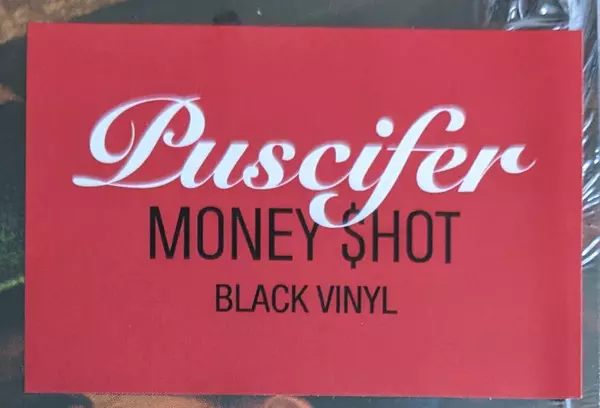 Puscifer
MONEY $HOT
BLACK VINYL